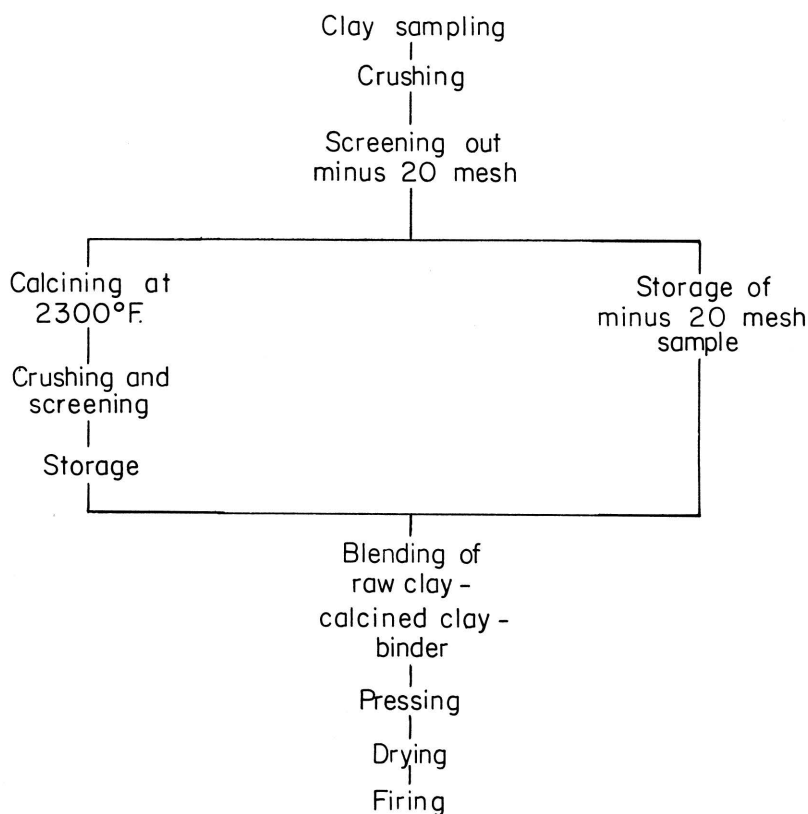 Clay sampling
Crushing
Screening out
minus 20 mesh
Calcining at
2300°F.
Crushing and
screening
Storage
Storage of
minus 20 mesh
sample
Blending of
raw clay -
calcined clay -
binder
Pressing
Drying
Firing